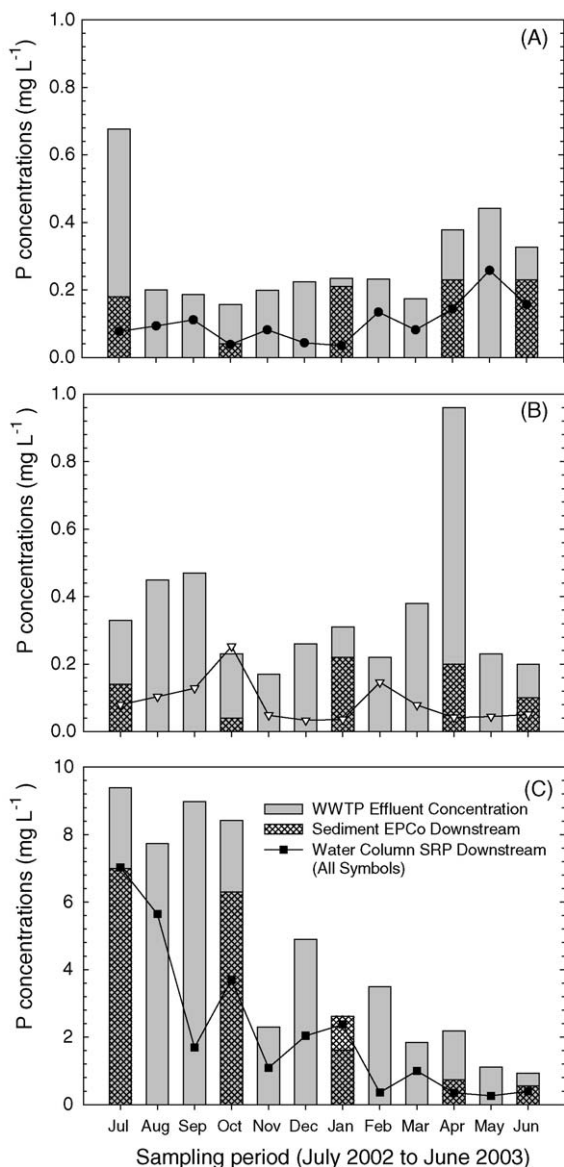 (A)
P concentrations (mg L-1)
1.0
0.8
0.6
0.4
0.2
0.0
(B)
P concentrations (mg L-1)
1.0
0.8
0.6
0.4
0.2
0.0
(C)
P concentrations (mg L-1)
10
8
6
4
2
0
WWTP Effluent Concentration
Sediment EPCo Downstream
Water Column SRP Downstream
(All Symbols)
Jul Aug Sep Oct Nov Dec Jan Feb Mar Apr May Jun
Sampling period (July 2002 to June 2003)